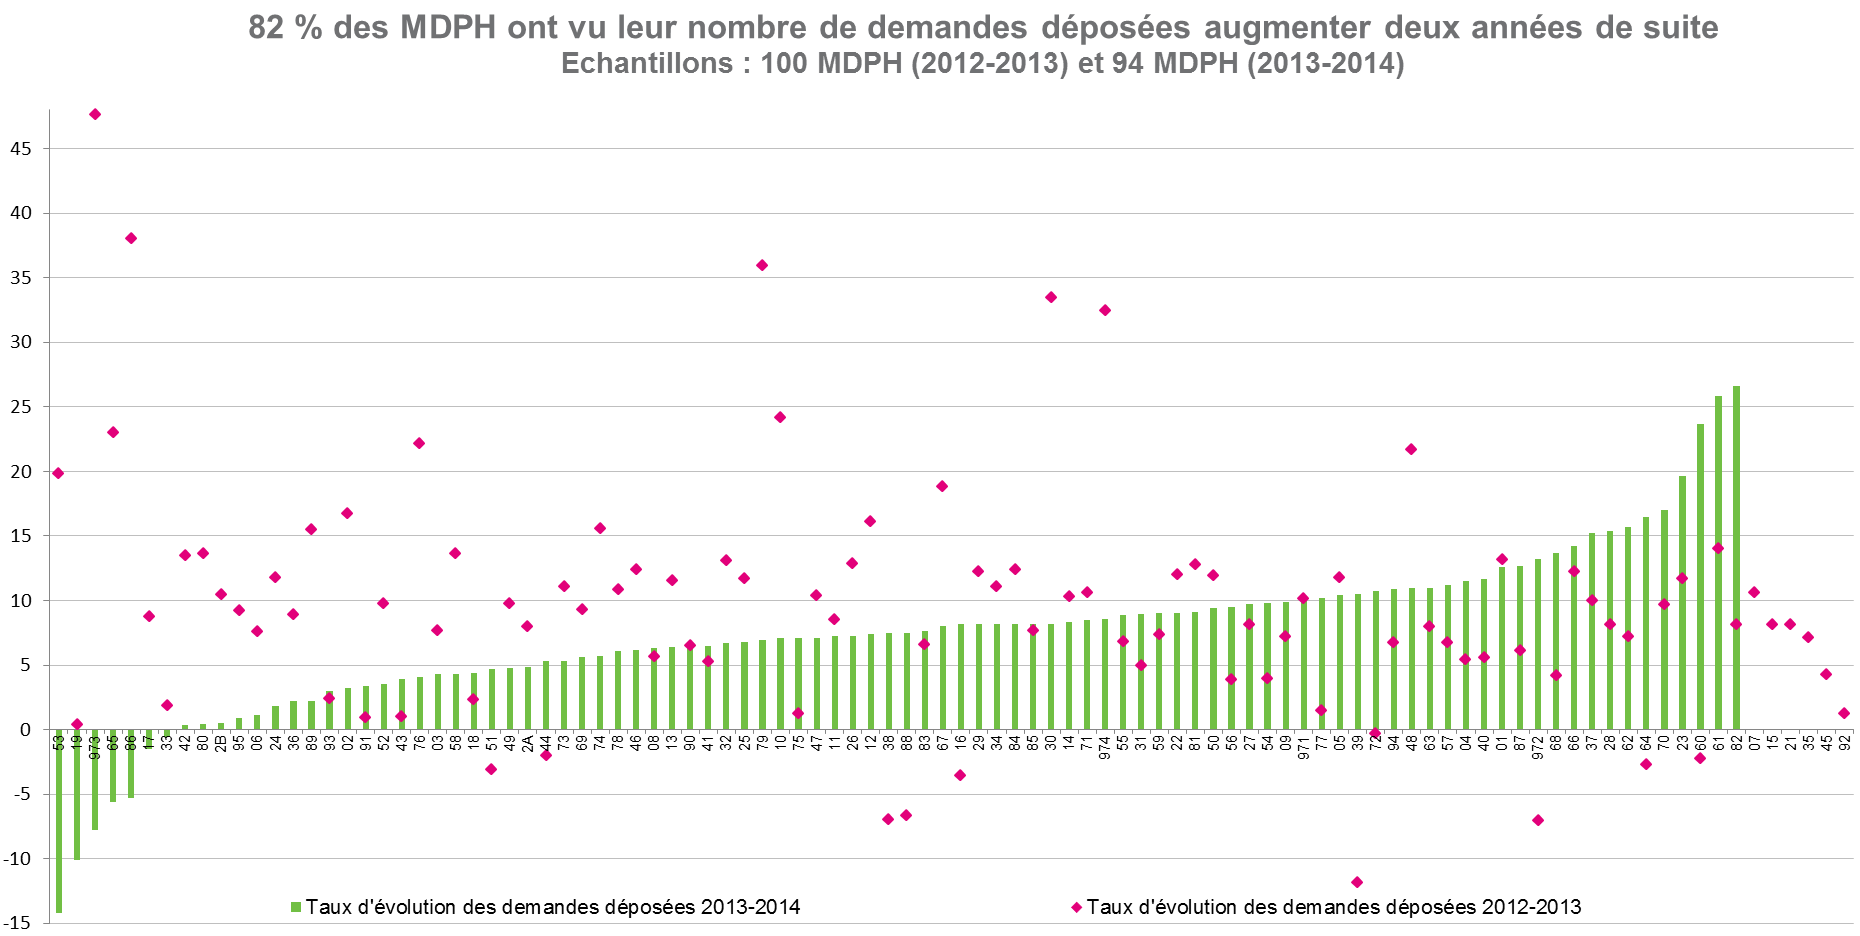 82 % des MDPH ont vu leur nombre de demandes déposées augmenter deux années de suite
Echantillons : 100 MDPH (2012-2013) et 94 MDPH (2013-2014)
45
40
35
30
25
20
15
10
5
0
-5
-10
-15
53 19 973 65 86 17 33 42 80 2B 95 06 24 36 89 93 02 91 52 43 76 03 58 18 51 49 2A 44 73 69 74 78 46 08 13 90 41 32 25 79 10 75 47 11 26 12 38 88 83 67 16 29 34 84 85 30 14 71 974 55 31 59 22 81 50 56 27 54 09 971 77 05 39 72 94 48 63 57 04 40 01 87 972 68 66 37 28 62 64 70 23 60 61 82 07 15 21 35 45 92
Taux d'évolution des demandes déposées 2013-2014
Taux d'évolution des demandes déposées 2012-2013